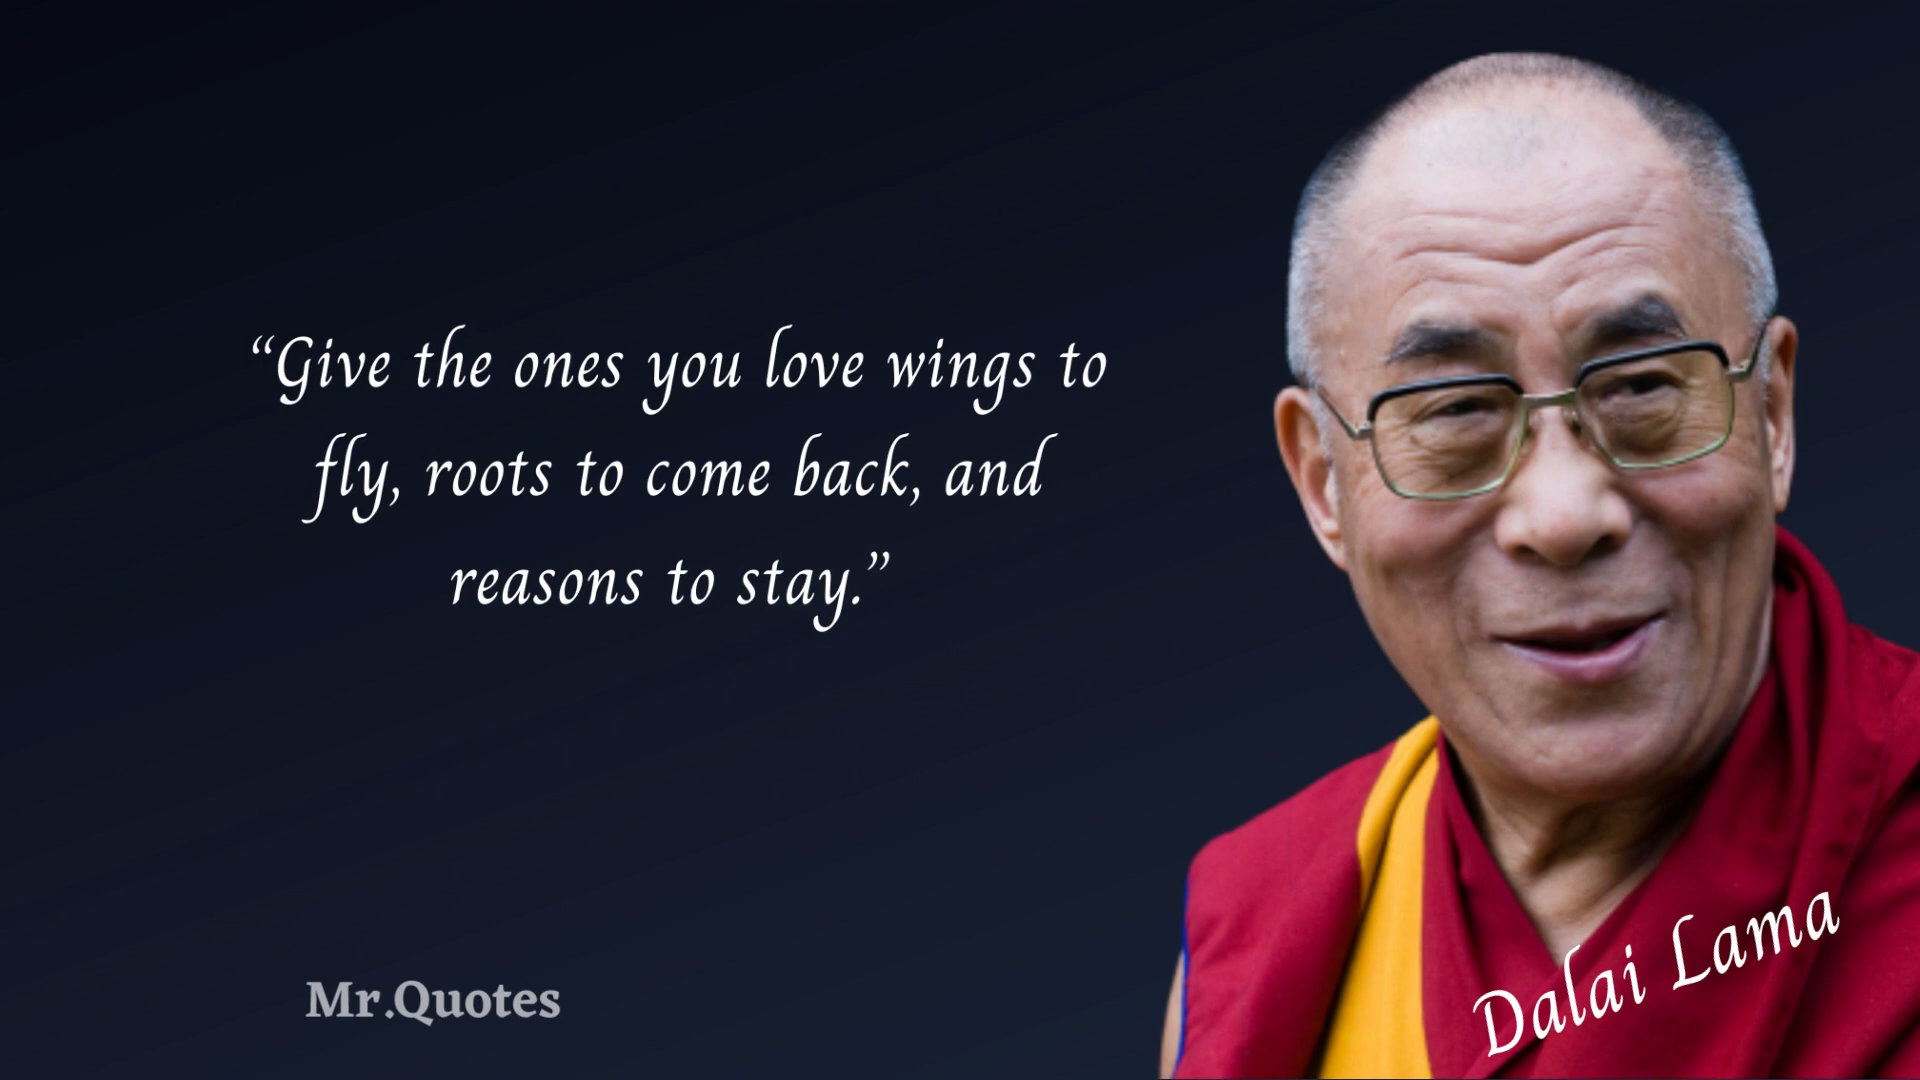 “Give the ones you love wings to
fly, roots to come back, and
reasons to stay.”
Dalai Lama
Mr.Quotes